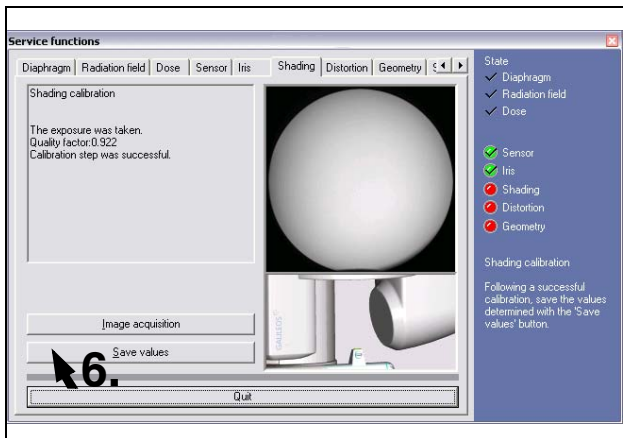 Service functions
Diaphragm Radiation field Dose Sensor Iris Shading Distortion Geometry
Shading calibration
The exposure was taken.
Quality factor:0.922
Calibration step was successful.
Image acquisition
Save values
6.
Quit
GALILEOS
State
Diaphragm
Radiation field
Dose
Sensor
Iris
Shading
Distortion
Geometry
Shading calibration
Following a successful
calibration, save the values
determined with the 'Save
values' button.